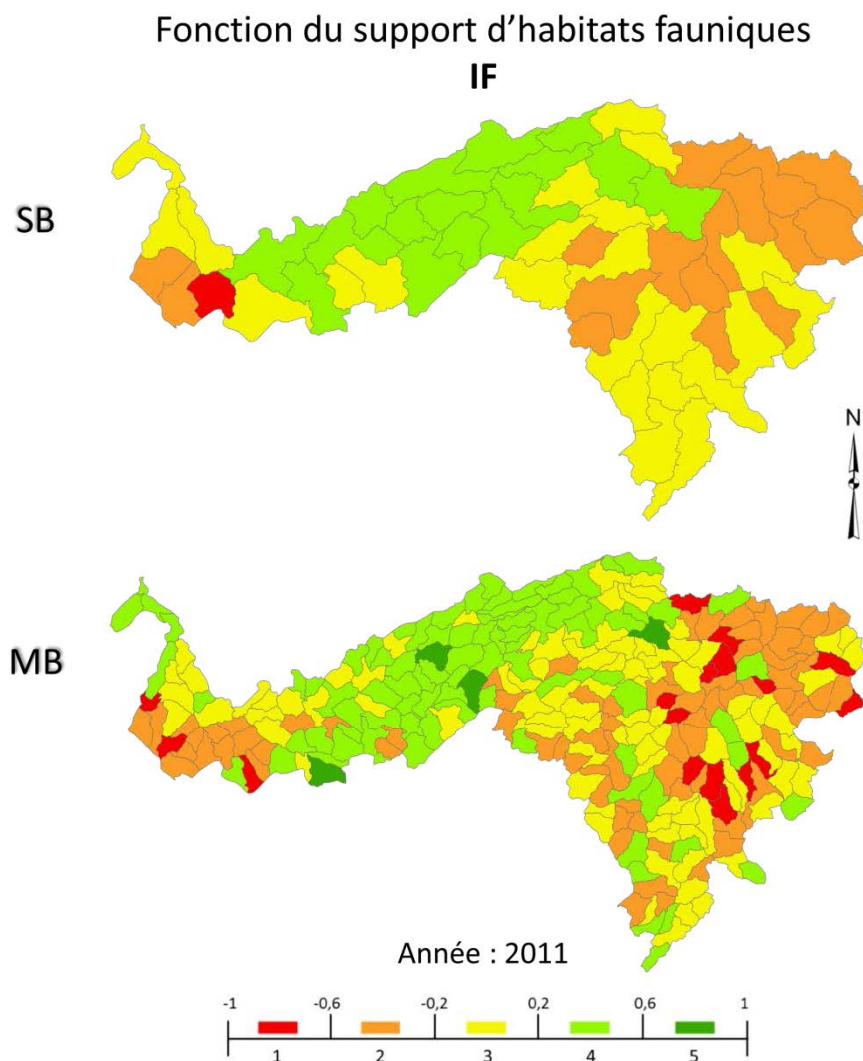 Fonction du support d’habitats fauniques
IF
SB
N
MB
Année : 2011
-1 -0,6 -0,2 0,2 0,6 1
1 2 3 4 5